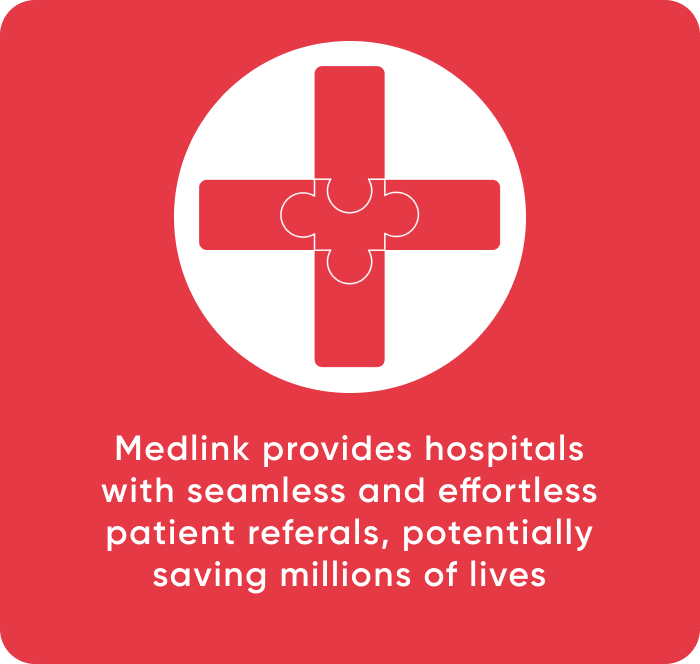 Medlink provides hospitals
with seamless and effortless
patient referals, potentially
saving millions of lives